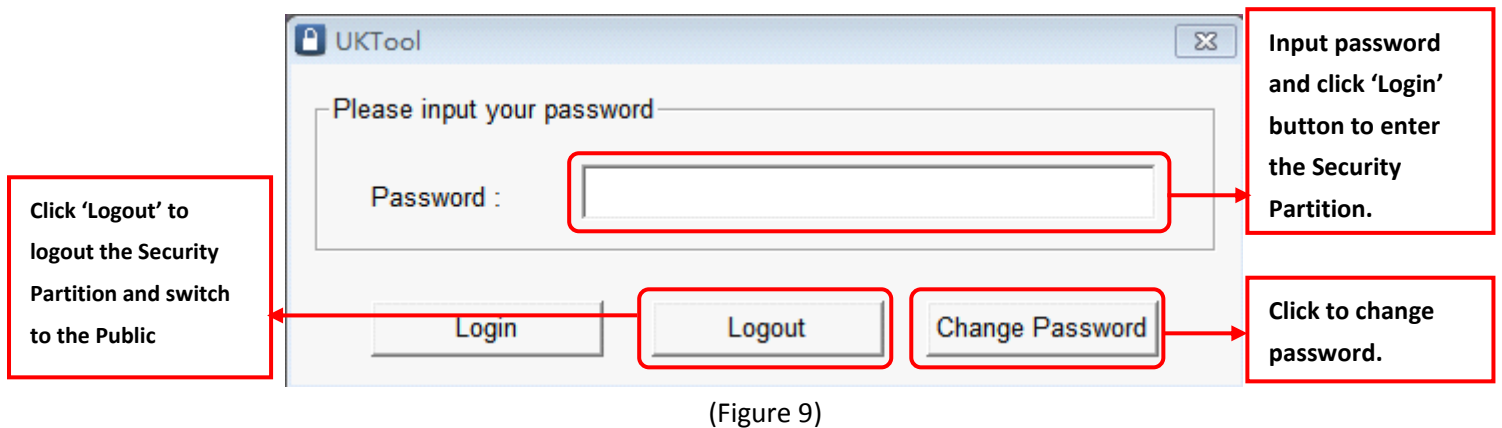 UKTool
Please input your password
Password :
Login
Logout
Change Password
Input password
and click ‘Login’
button to enter
the Security
Partition.
Click ‘Logout’ to
logout the Security
Partition and switch
to the Public
Click to change
password.
(Figure 9)